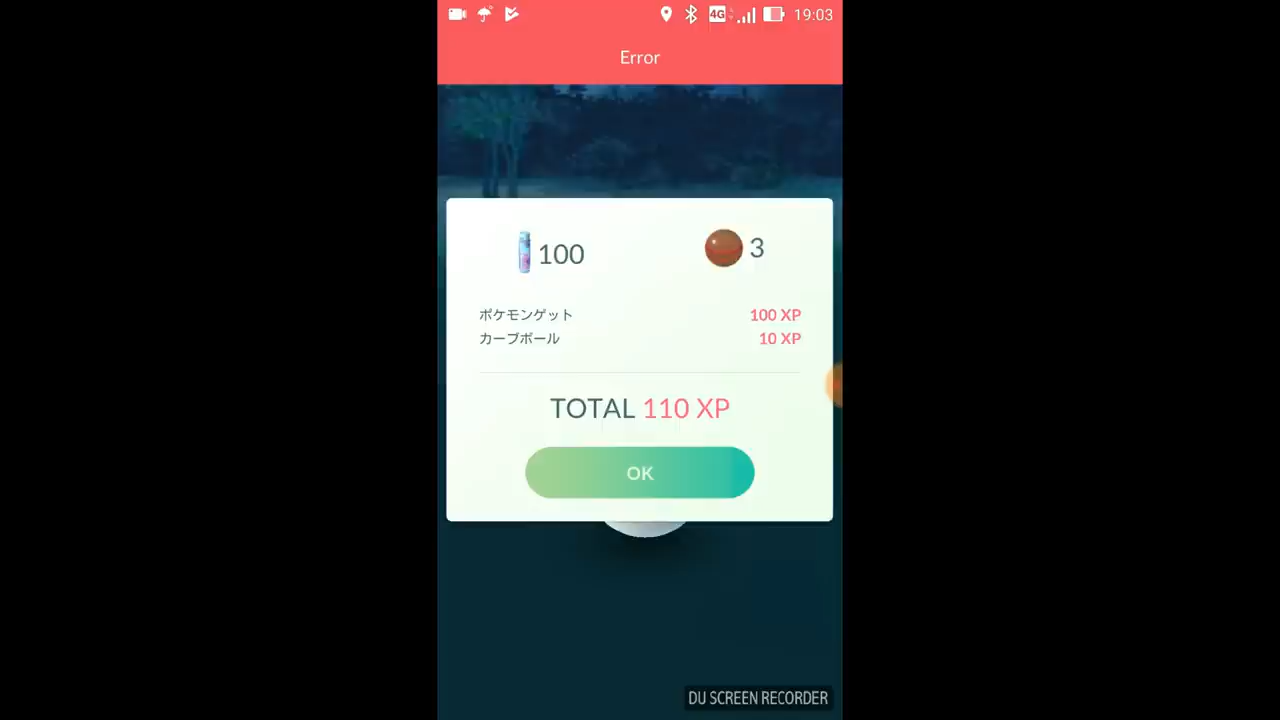 4G 19:03
Error
100 3
ポケモンゲット 100 XP
カーブボール 10 XP
TOTAL 110 XP
OK
DU SCREEN RECORDER